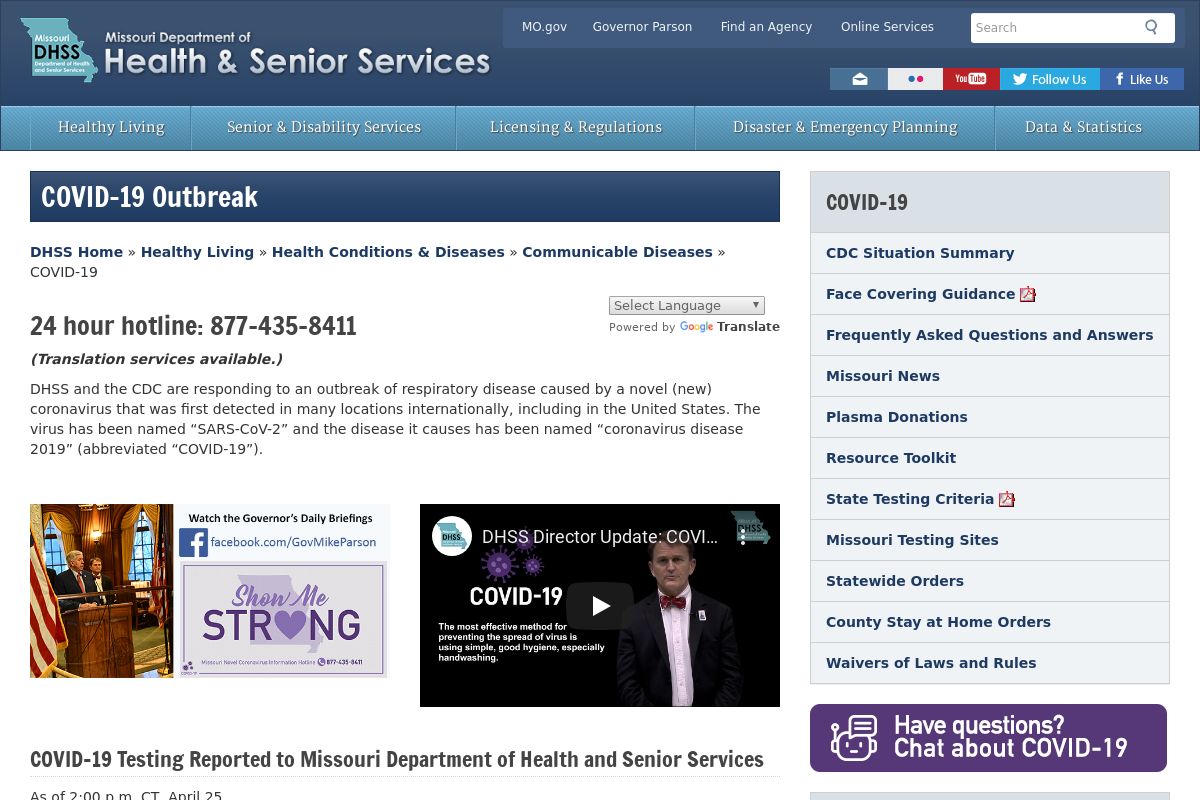 Missouri
DHSS
Department of Health
and Senior Services
Missouri Department of
Health & Senior Services
MO.gov
Governor Parson
Find an Agency
Online Services
Search
YouTube
Follow Us
Like Us
Healthy Living
Senior & Disability Services
Licensing & Regulations
Disaster & Emergency Planning
Data & Statistics
COVID-19 Outbreak
DHSS Home » Healthy Living » Health Conditions & Diseases » Communicable Diseases »
COVID-19
Select Language
Powered by Google Translate
24 hour hotline: 877-435-8411
(Translation services available.)
DHSS and the CDC are responding to an outbreak of respiratory disease caused by a novel (new)
coronavirus that was first detected in many locations internationally, including in the United States. The
virus has been named “SARS-CoV-2” and the disease it causes has been named “coronavirus disease
2019” (abbreviated “COVID-19”).
Watch the Governor’s Daily Briefings
facebook.com/GovMikeParson
Show Me
STRONG
Missouri Novel Coronavirus Information Hotline 877-435-8411
DHSS Director Update: COVI...
DHSS
COVID-19
The most effective method for
preventing the spread of virus is
using simple, good hygiene, especially
handwashing.
COVID-19 Testing Reported to Missouri Department of Health and Senior Services
As of 2:00 p.m. CT, April 25
COVID-19
CDC Situation Summary
Face Covering Guidance
Frequently Asked Questions and Answers
Missouri News
Plasma Donations
Resource Toolkit
State Testing Criteria
Missouri Testing Sites
Statewide Orders
County Stay at Home Orders
Waivers of Laws and Rules
Have questions?
Chat about COVID-19